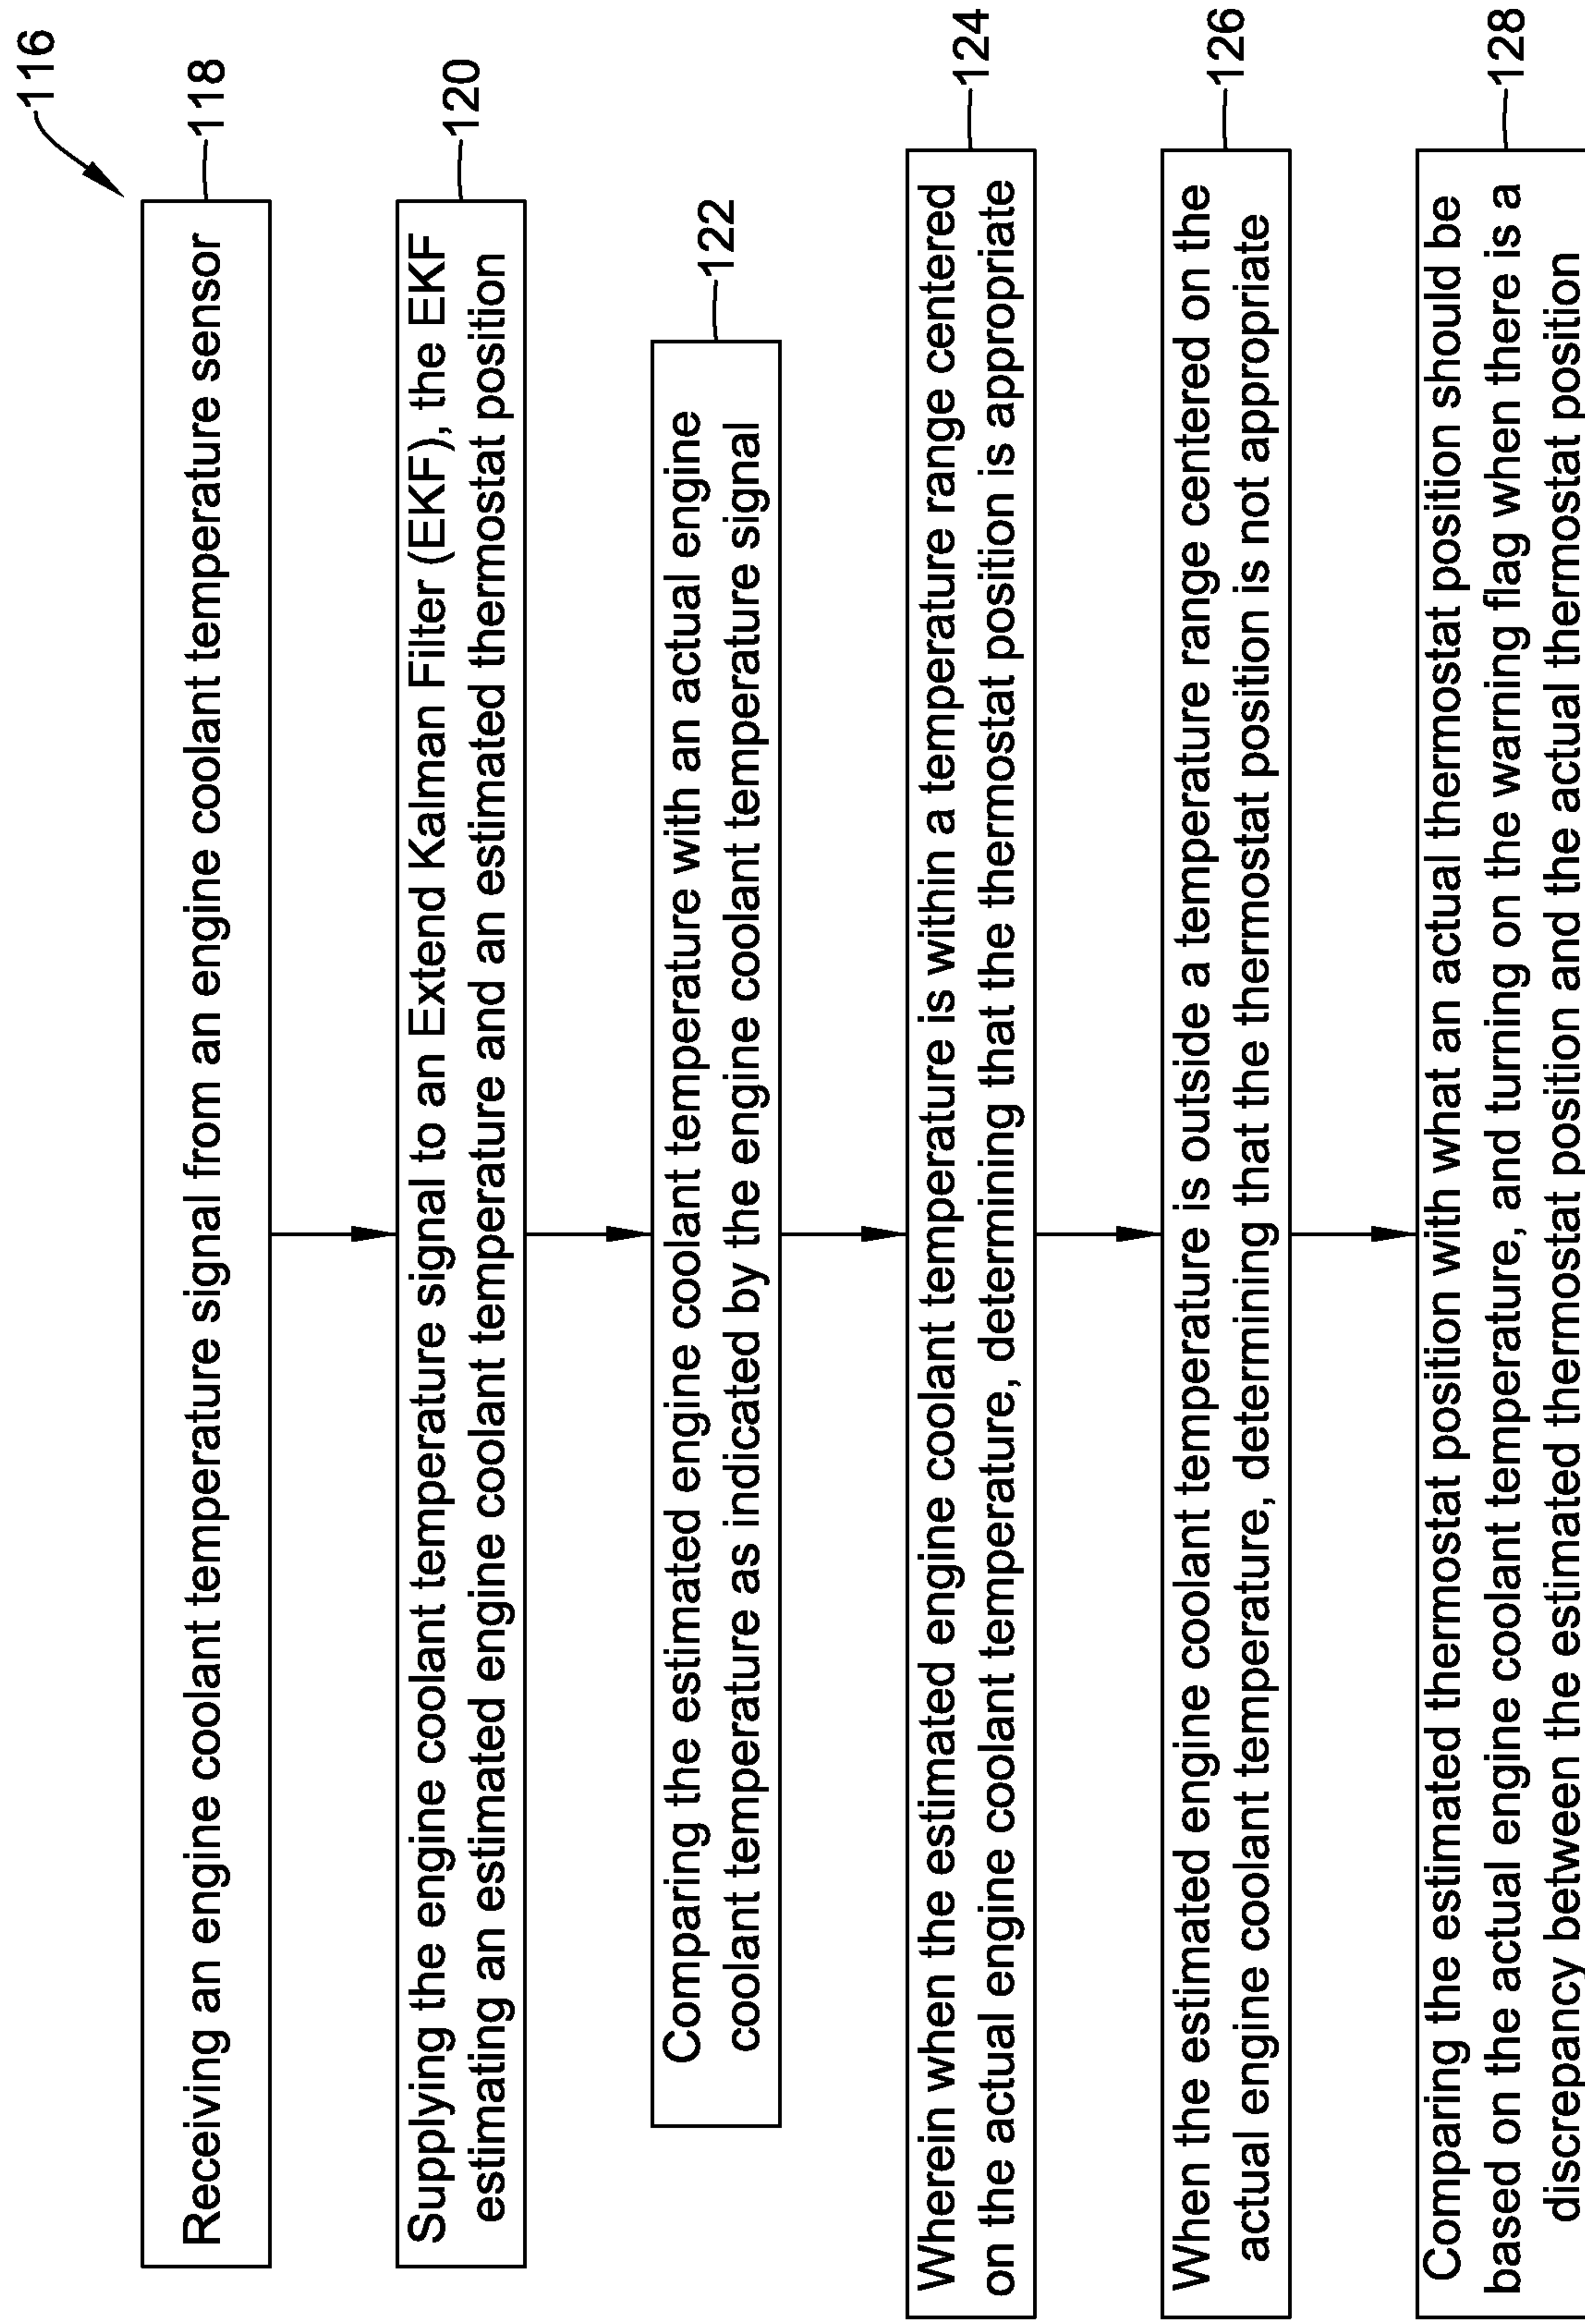 116
Receiving an engine coolant temperature signal from an engine coolant temperature sensor
118
Supplying the engine coolant temperature signal to an Extend Kalman Filter (EKF), the EKF
estimating an estimated engine coolant temperature and an estimated thermostat position
120
Comparing the estimated engine coolant temperature with an actual engine
coolant temperature as indicated by the engine coolant temperature signal
122
Wherein when the estimated engine coolant temperature is within a temperature range centered
on the actual engine coolant temperature, determining that the thermostat position is appropriate
124
When the estimated engine coolant temperature is outside a temperature range centered on the
actual engine coolant temperature, determining that the thermostat position is not appropriate
126
Comparing the estimated thermostat position with what an actual thermostat position should be
based on the actual engine coolant temperature, and turning on the warning flag when there is a
discrepancy between the estimated thermostat position and the actual thermostat position
128